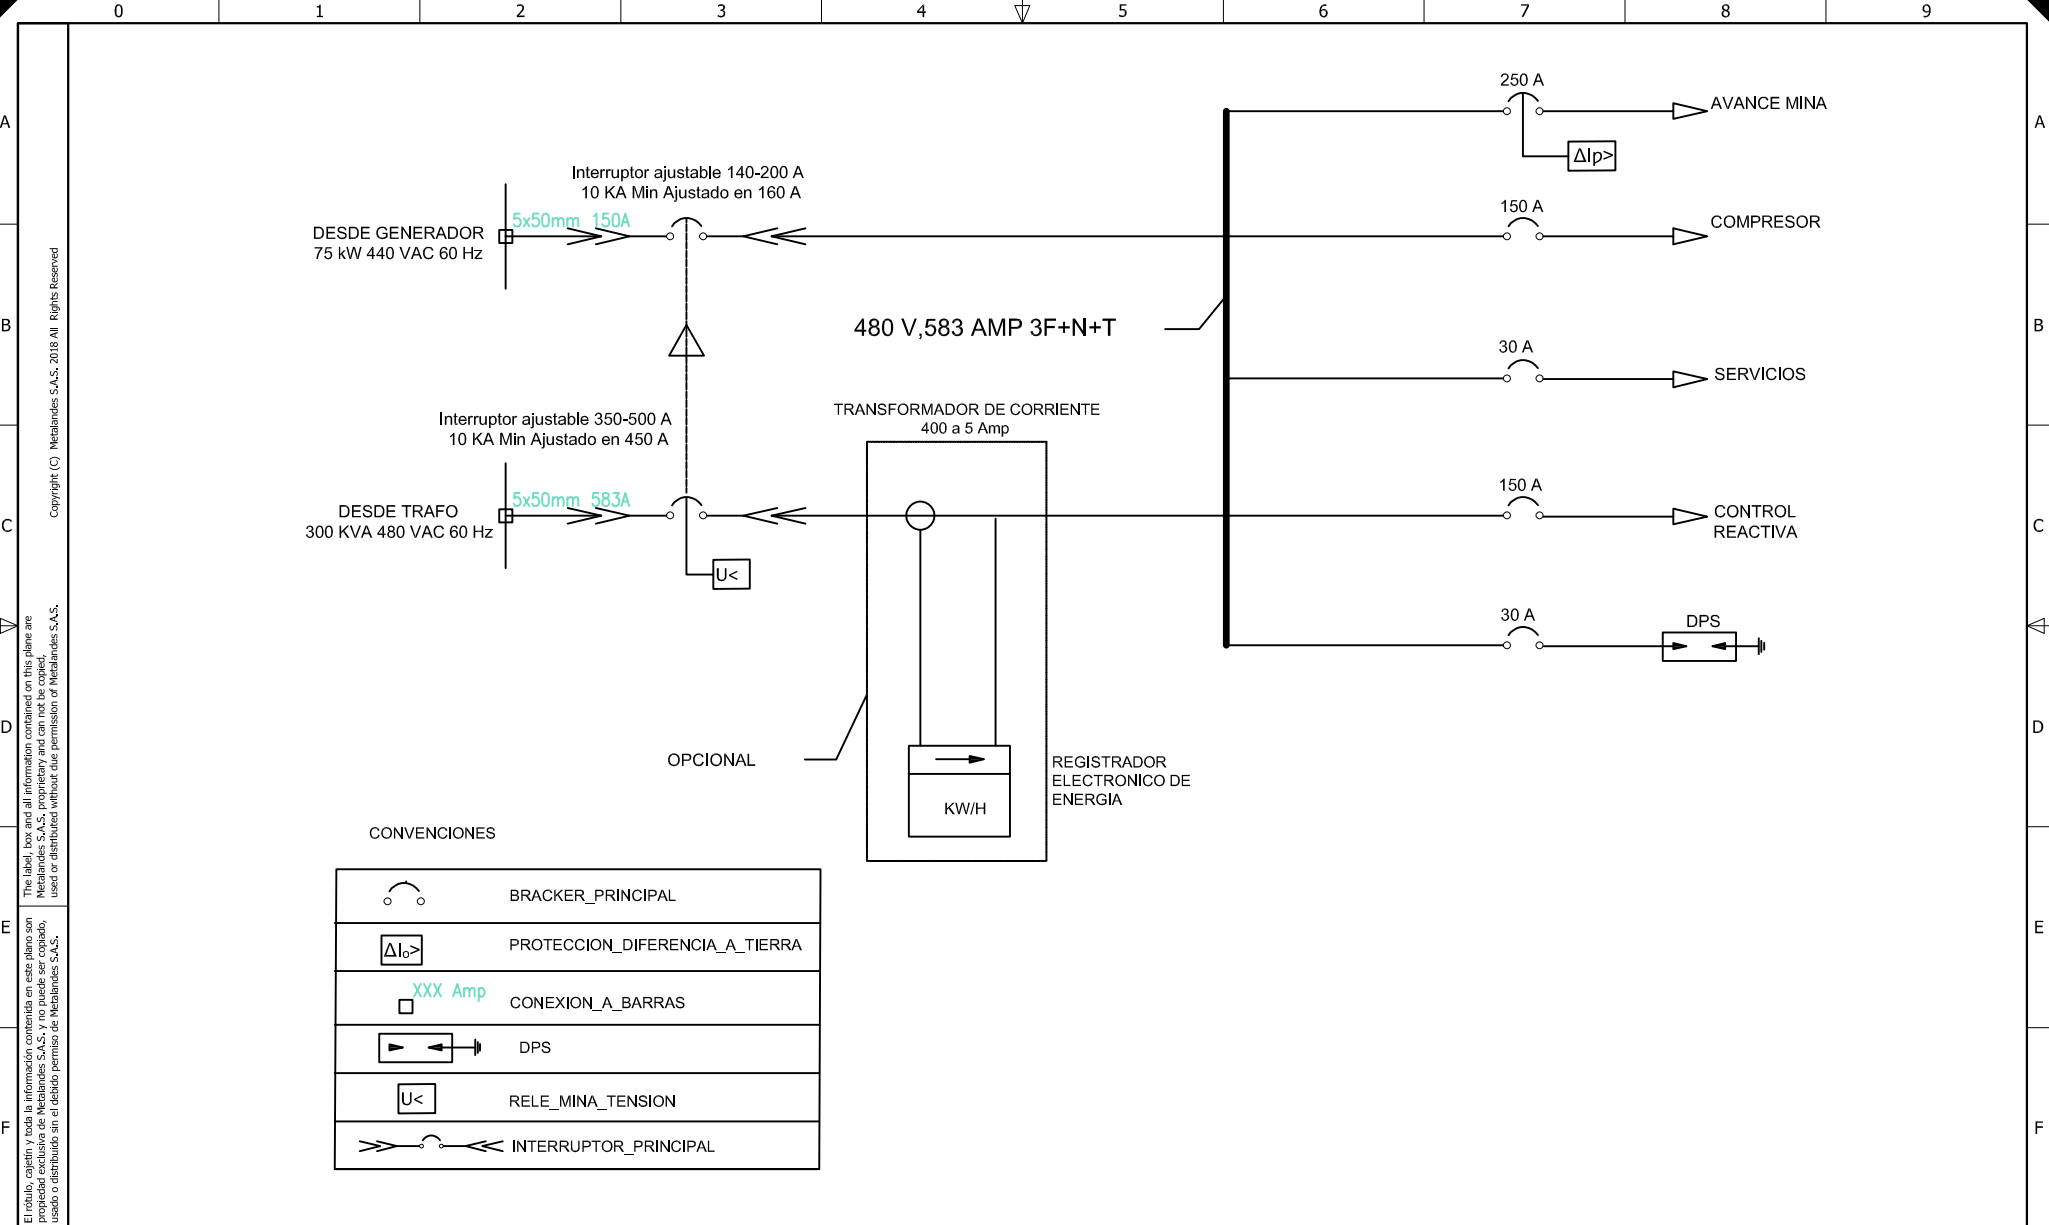 0 1 2 3 4 5 6 7 8 9
A
B
C
D
E
F
A
B
C
D
E
F
Copyright (C) Metalandes S.A.S. 2018 All Rights Reserved
The label, box and all information contained on this plane are
Metalandes S.A.S. proprietary and can not be copied,
used or distributed without due permission of Metalandes S.A.S.
El rótulo, cajetín y toda la información contenida en este plano son
propiedad exclusiva de Metalandes S.A.S. y no puede ser copiado,
usado o distribuido sin el debido permiso de Metalandes S.A.S.
250 A
AVANCE MINA
ΔIp>
Interruptor ajustable 140-200 A
10 KA Min Ajustado en 160 A
5x50mm 150A
DESDE GENERADOR
75 kW 440 VAC 60 Hz
150 A
COMPRESOR
480 V,583 AMP 3F+N+T
30 A
SERVICIOS
TRANSFORMADOR DE CORRIENTE
400 a 5 Amp
Interruptor ajustable 350-500 A
10 KA Min Ajustado en 450 A
5x50mm 583A
DESDE TRAFO
300 KVA 480 VAC 60 Hz
U<
150 A
CONTROL
REACTIVA
30 A
DPS
OPCIONAL
REGISTRADOR
ELECTRONICO DE
ENERGIA
KW/H
CONVENCIONES
BRACKER_PRINCIPAL
ΔIo> PROTECCION_DIFERENCIA_A_TIERRA
XXX Amp
CONEXION_A_BARRAS
DPS
U< RELE_MINA_TENSION
INTERRUPTOR_PRINCIPAL